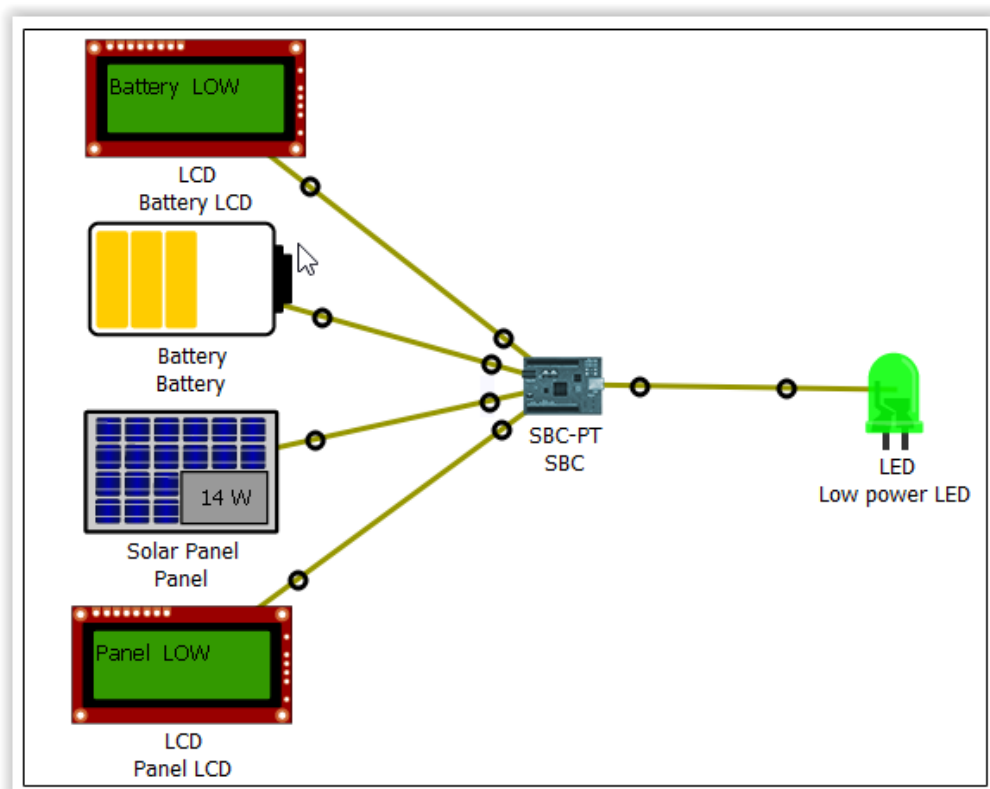 Battery LOW
LCD
Battery LCD
Battery
Battery
14 W
Solar Panel
Panel
Panel LOW
LCD
Panel LCD
SBC-PT
SBC
LED
Low power LED